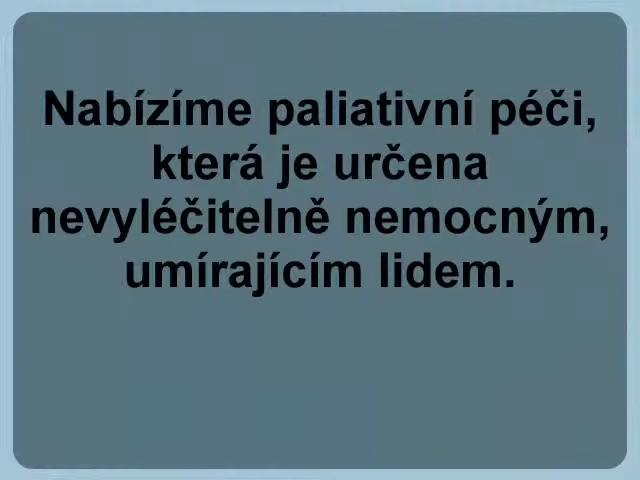 Nabízíme paliativní péči,
která je určena
nevyléčitelně nemocným,
umírajícím lidem.